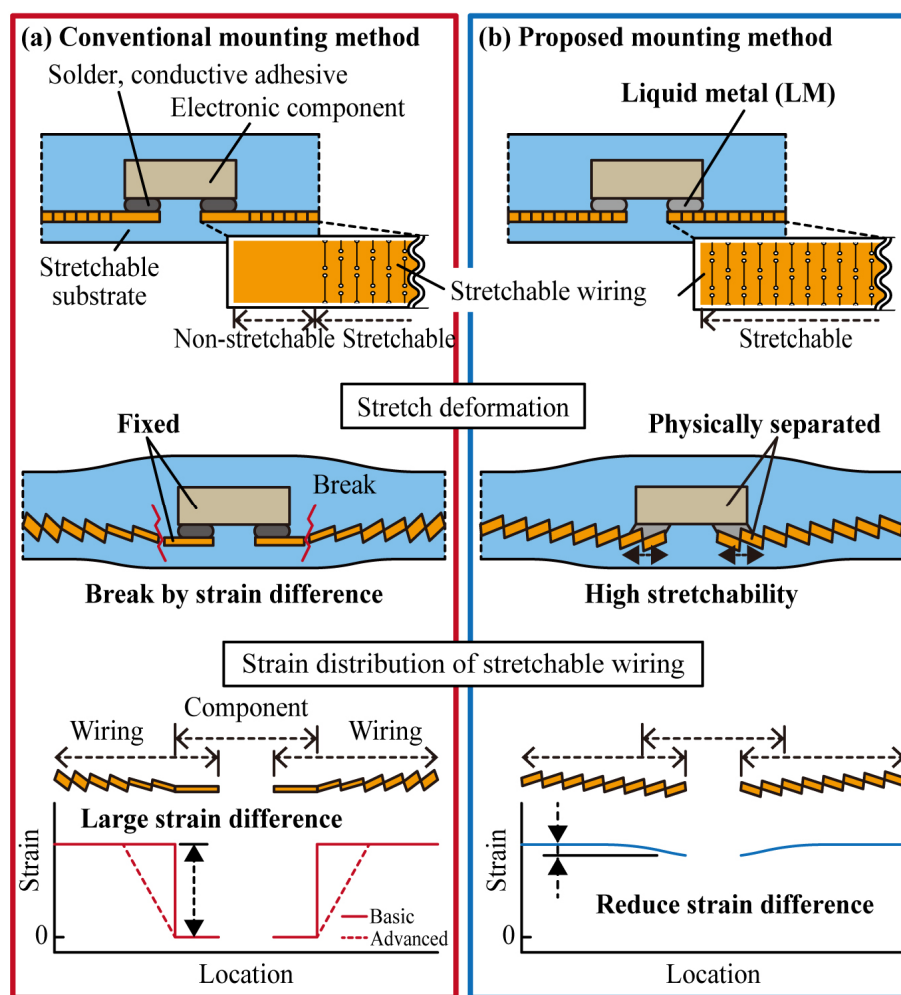 (a) Conventional mounting method
Solder, conductive adhesive
Electronic component
Stretchable
substrate
Non-stretchable
Stretchable
(b) Proposed mounting method
Liquid metal (LM)
Stretchable wiring
Stretchable
Stretch deformation
Fixed
Break
Break by strain difference
Physically separated
High stretchability
Strain distribution of stretchable wiring
Wiring
Component
Wiring
Large strain difference
Strain
0
Basic
Advanced
Location
Strain
0
Reduce strain difference
Location